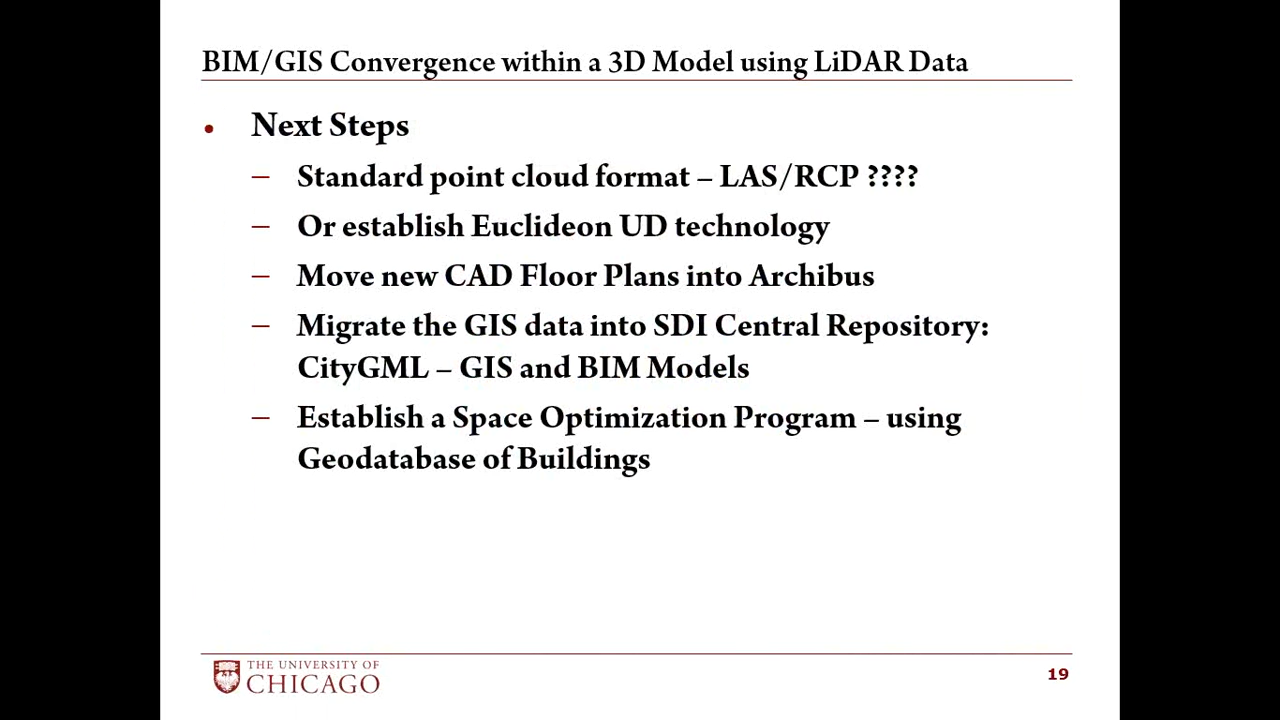 BIM/GIS Convergence within a 3D Model using LiDAR Data
• Next Steps
– Standard point cloud format – LAS/RCP ????
– Or establish Euclideon UD technology
– Move new CAD Floor Plans into Archibus
– Migrate the GIS data into SDI Central Repository:
CityGML – GIS and BIM Models
– Establish a Space Optimization Program – using
Geodatabase of Buildings
THE UNIVERSITY OF
CHICAGO
19